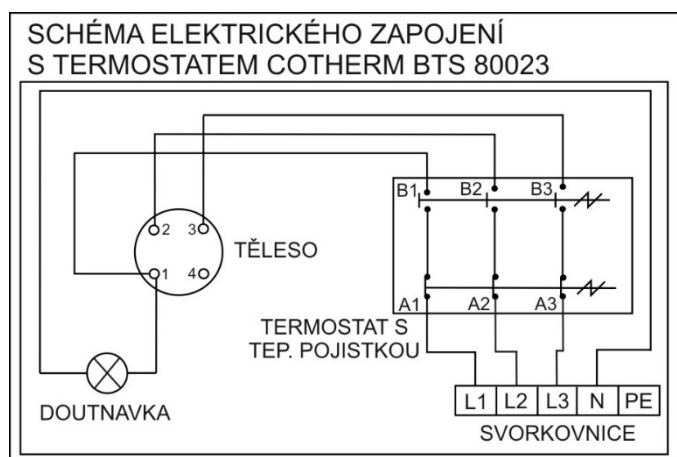 SCHÉMA ELEKTRICKÉHO ZAPOJENÍ
S TERMOSTATEM COTHERM BTS 80023
B1 B2 B3
2 3
TĚLESO
1 4
A1 A2 A3
TERMOSTAT S
TEP. POJISTKOU
L1 L2 L3 N PE
DOUTNAVKA
SVORKOVNICE